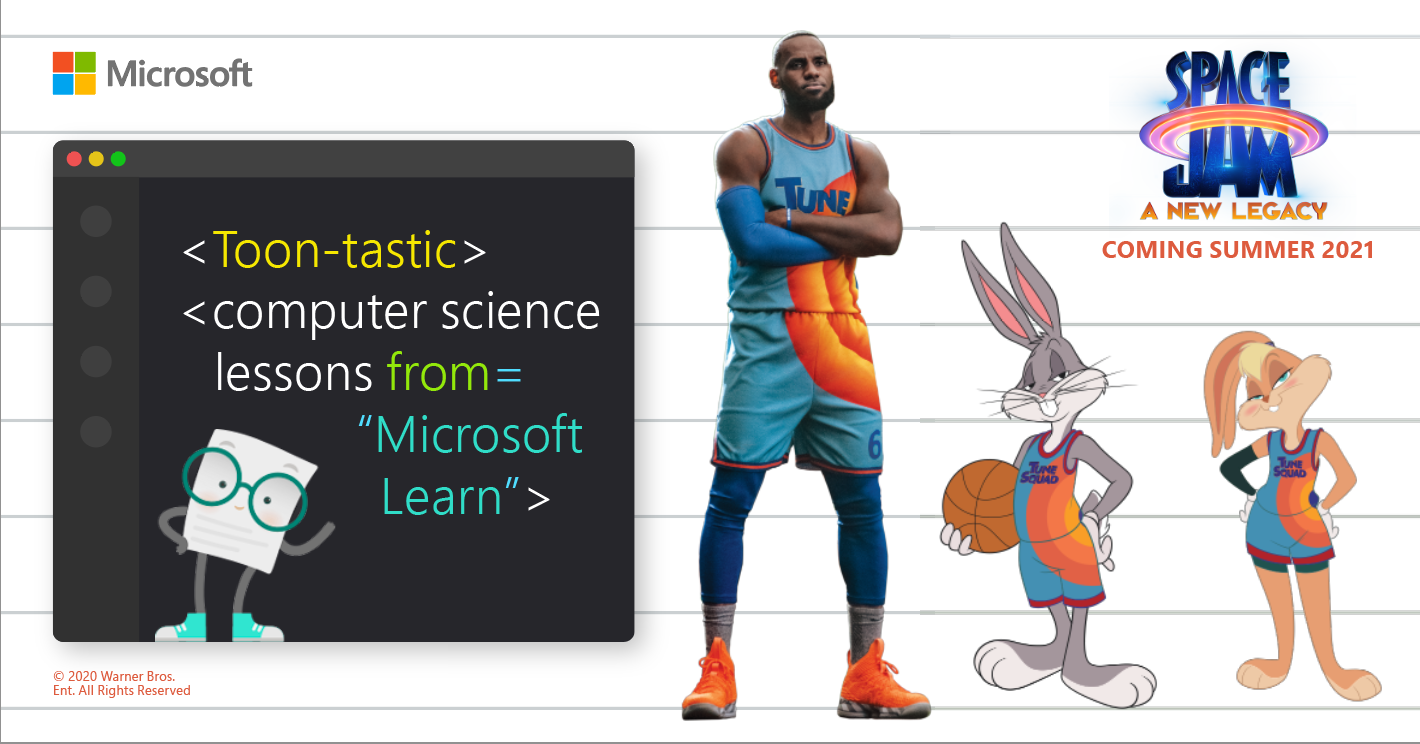 Microsoft
SPACE
JAM
A NEW LEGACY
COMING SUMMER 2021
<Toon-tastic>
<computer science
lessons from=
“Microsoft
Learn”>
TUNE
6
TUNE
SQUAD
TUNE
SQUAD
© 2020 Warner Bros.
Ent. All Rights Reserved